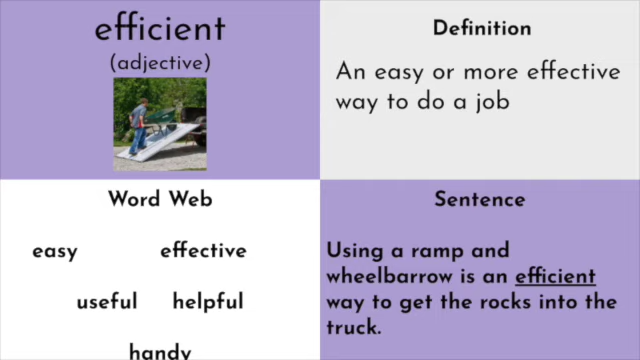 efficient
(adjective)
Definition
An easy or more effective
way to do a job
Word Web
easy effective
useful helpful
handy
Sentence
Using a ramp and
wheelbarrow is an efficient
way to get the rocks into the
truck.